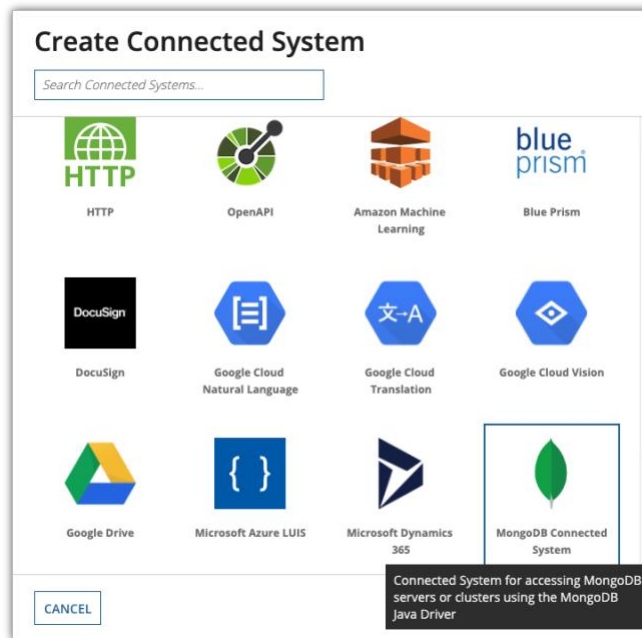 Create Connected System
Search Connected Systems...
HTTP
HTTP
OpenAPI
Amazon Machine
Learning
blue
prism
Blue Prism
DocuSign
DocuSign
Google Cloud
Natural Language
文→A
Google Cloud
Translation
Google Cloud Vision
Google Drive
{ }
Microsoft Azure LUIS
Microsoft Dynamics
365
MongoDB Connected
System
Connected System for accessing MongoDB
servers or clusters using the MongoDB
Java Driver
CANCEL